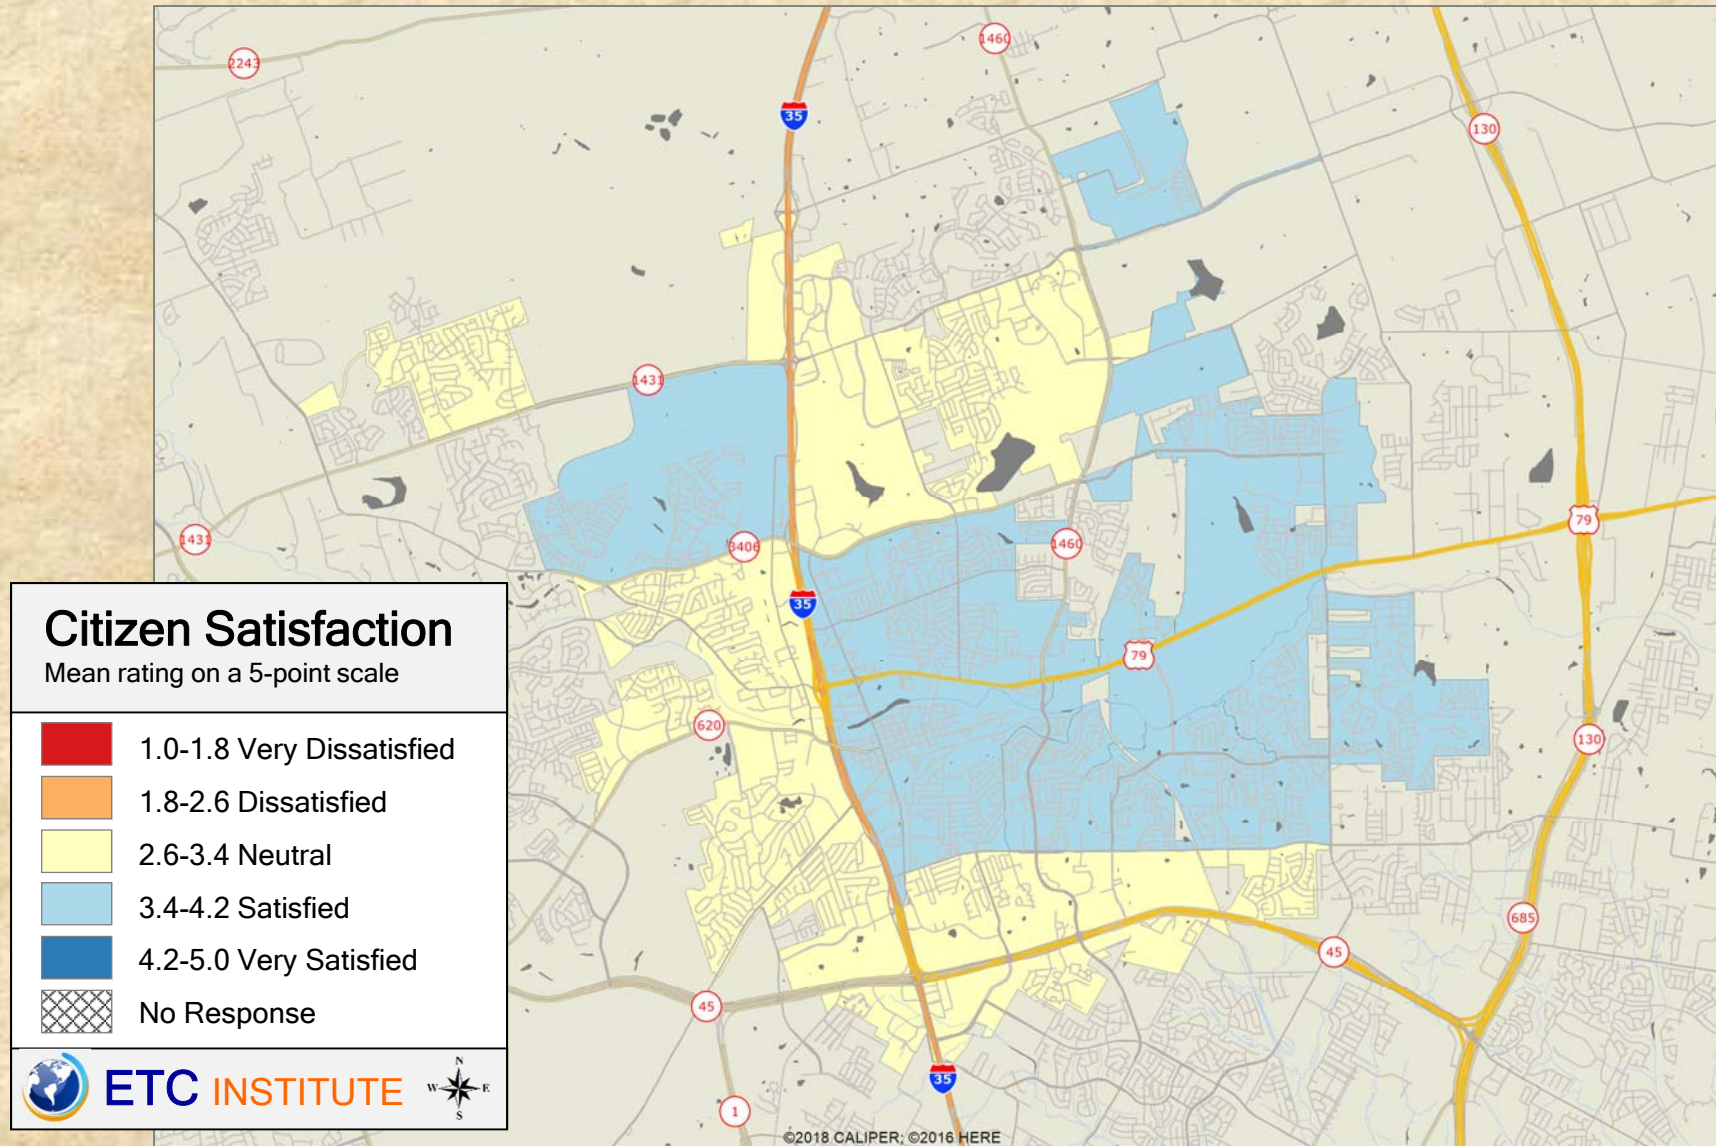 2243
1460
35
130
1431
1431
3406
1460
79
35
79
620
130
685
45
45
35
1
Citizen Satisfaction
Mean rating on a 5-point scale
1.0-1.8 Very Dissatisfied
1.8-2.6 Dissatisfied
2.6-3.4 Neutral
3.4-4.2 Satisfied
4.2-5.0 Very Satisfied
No Response
ETC INSTITUTE
N
W E
S
©2018 CALIPER; ©2016 HERE